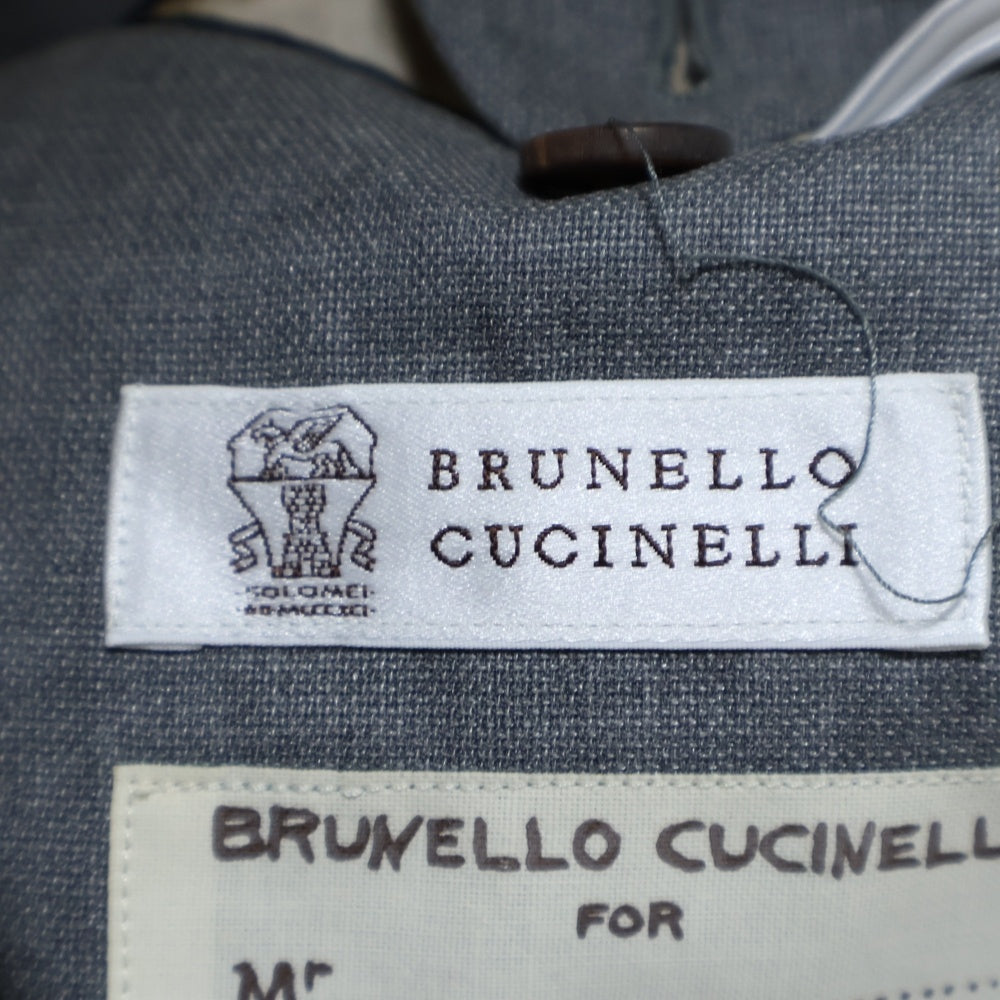 BRUNELLO
CUCINELLI
·SOLOMEI·
BRUNELLO CUCINELL
FOR
Mr